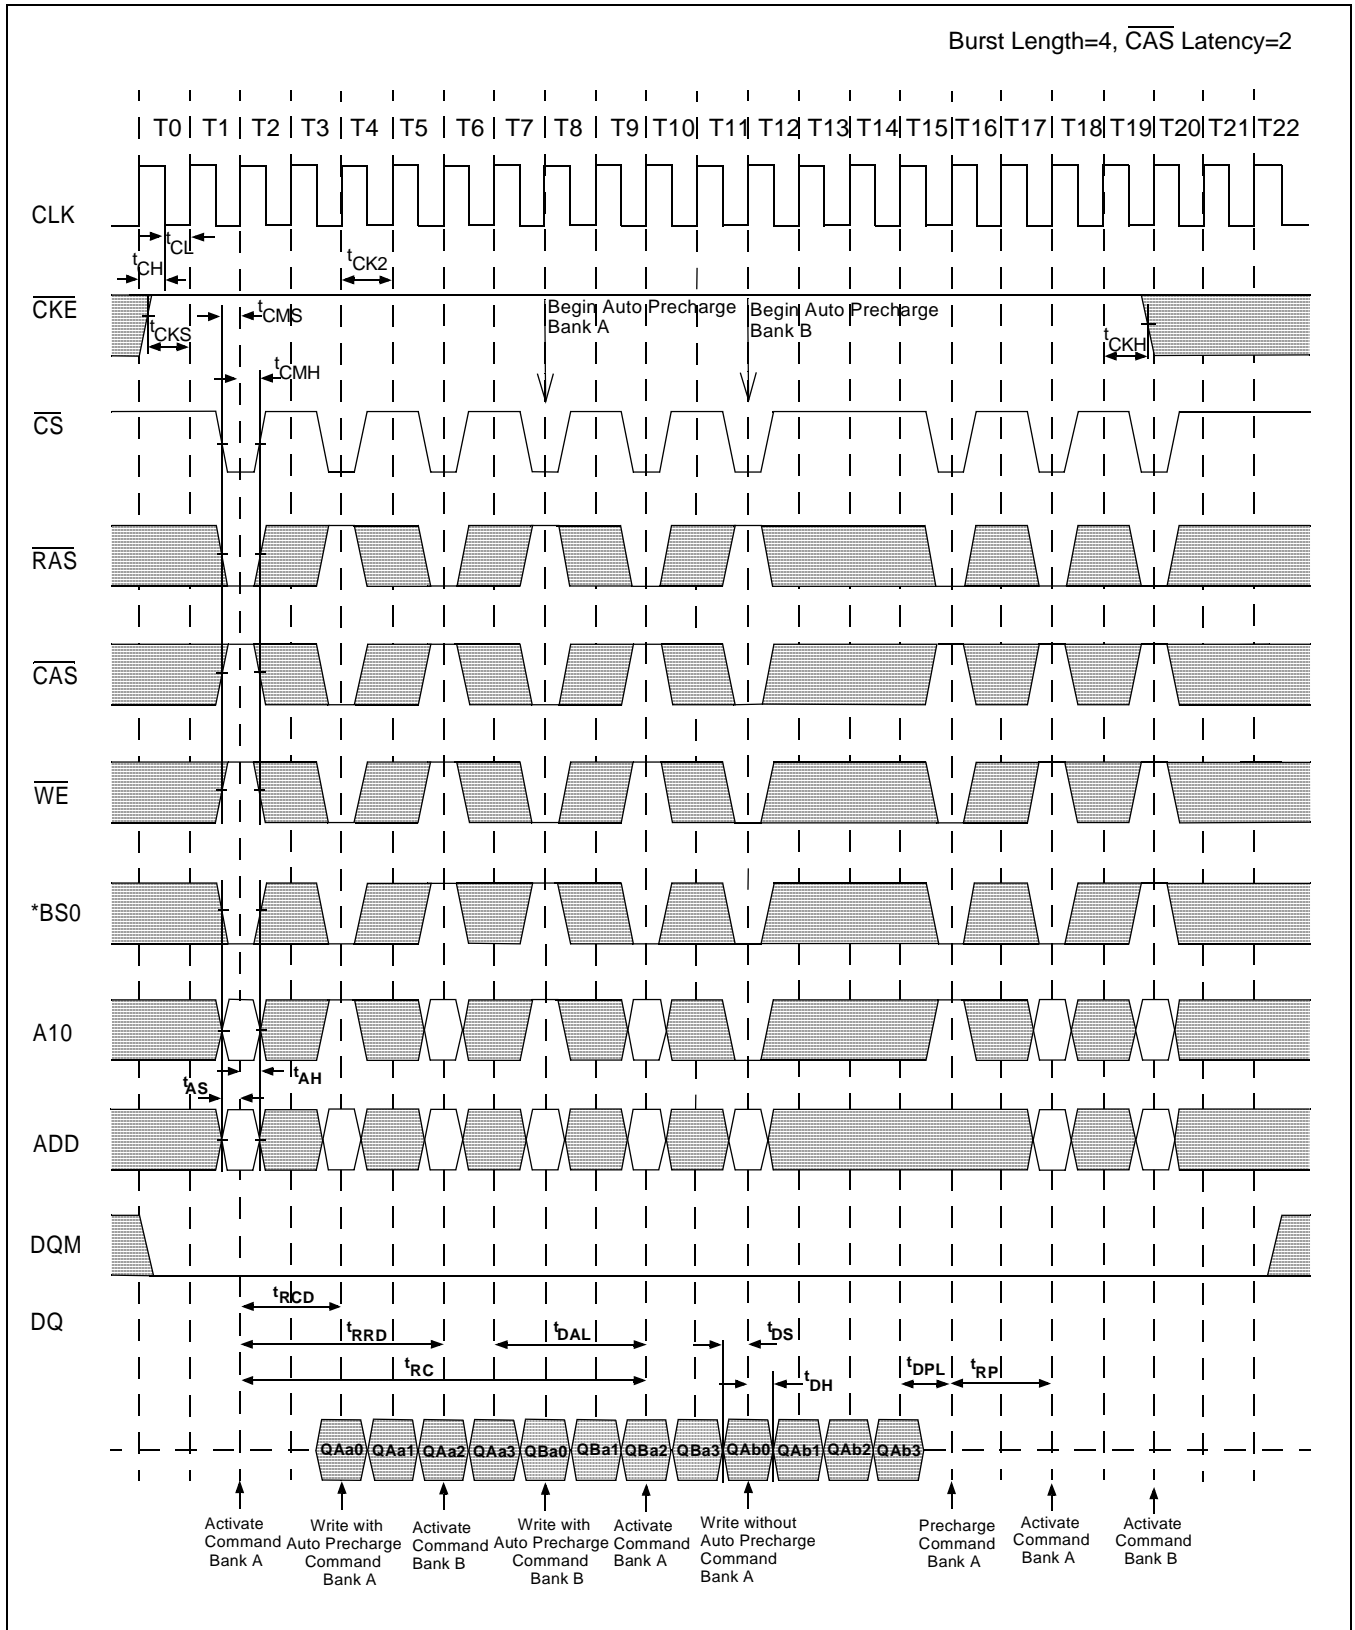 Burst Length=4, CAS Latency=2
T0 T1 T2 T3 T4 T5 T6 T7 T8 T9 T10 T11 T12 T13 T14 T15 T16 T17 T18 T19 T20 T21 T22
CLK
tCL
tCH
tCK2
CKE
tCMS
tCKS
Begin Auto Precharge
Bank A
Begin Auto Precharge
Bank B
tCKH
tCMH
CS
RAS
CAS
WE
*BS0
A10
tAS
tAH
ADD
DQM
DQ
tRCD
tRRD
tDAL
tDS
tRC
tDH
tDPL
tRP
QAa0 QAa1 QAa2 QAa3 QBa0 QBa1 QBa2 QBa3 QAb0 QAb1 QAb2 QAb3
Activate
Command
Bank A
Write with
Auto Precharge
Command
Bank A
Activate
Command
Bank B
Write with
Auto Precharge
Command
Bank B
Activate
Command
Bank A
Write without
Auto Precharge
Command
Bank A
Precharge
Command
Bank A
Activate
Command
Bank A
Activate
Command
Bank B